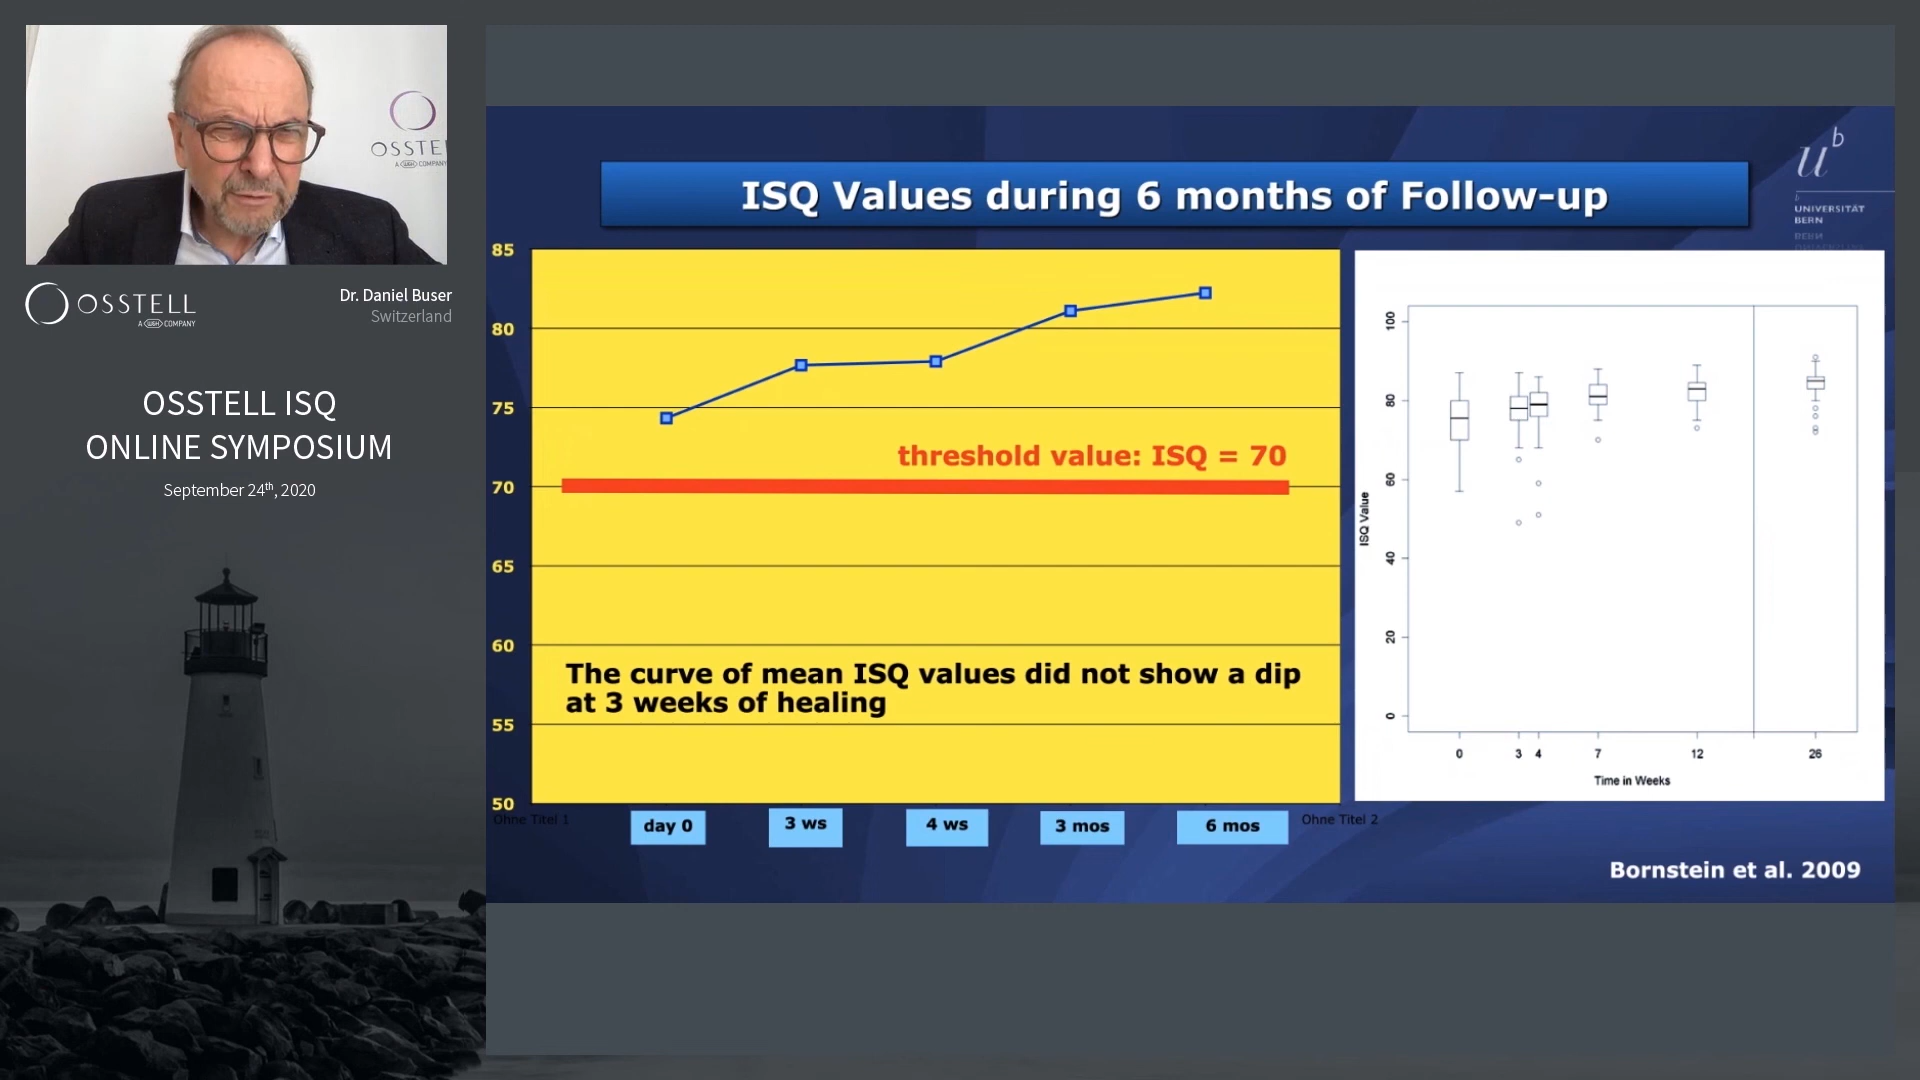 OSSTEL
A W&H COMPANY
OSSTELL
A W&H COMPANY
Dr. Daniel Buser
Switzerland
OSSTELL ISQ
ONLINE SYMPOSIUM
September 24th, 2020
u b
b
UNIVERSITÄT
BERN
ISQ Values during 6 months of Follow-up
85
80
75
70
65
60
55
50
threshold value: ISQ = 70
The curve of mean ISQ values did not show a dip
at 3 weeks of healing
Ohne Titel 1
day 0
3 ws
4 ws
3 mos
6 mos
Ohne Titel 2
ISQ Value
100
80
60
40
20
0
0 3 4 7 12 26
Time in Weeks
Bornstein et al. 2009